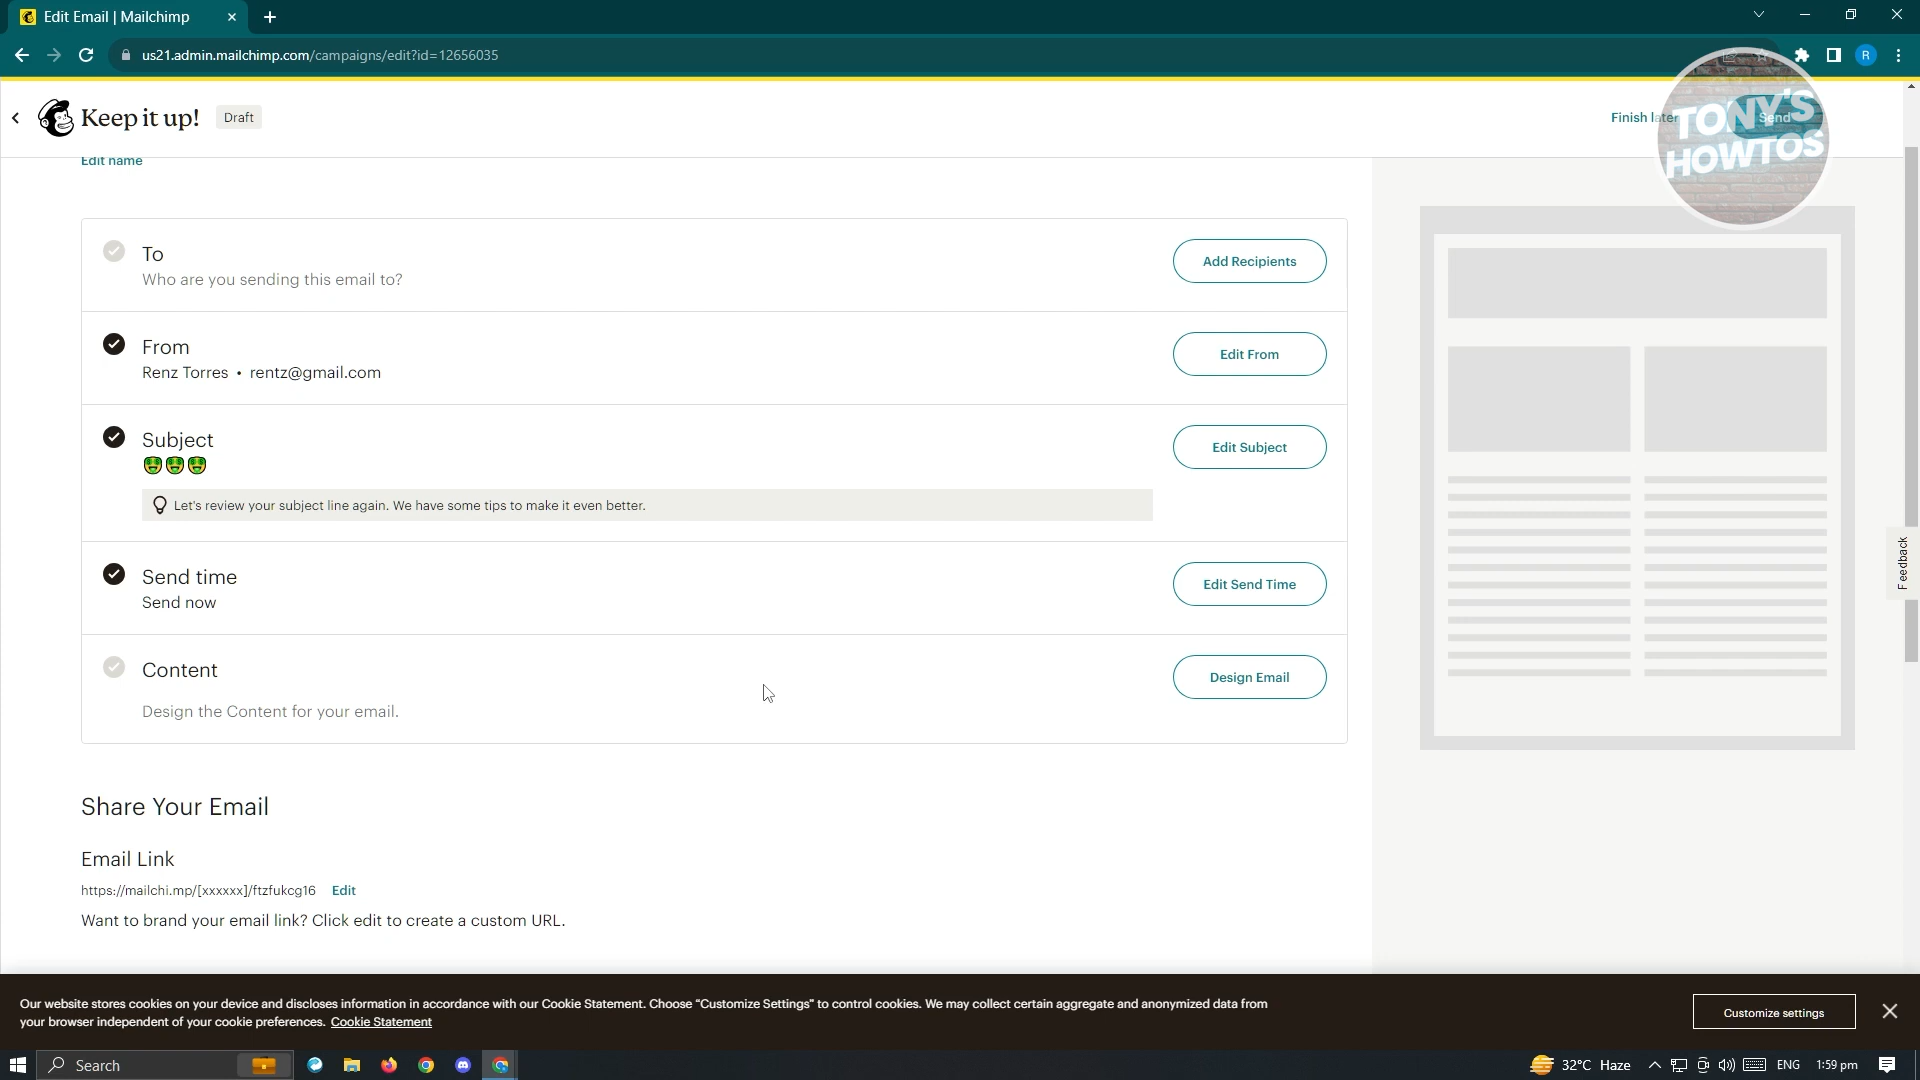 Edit Email | Mailchimp
us21.admin.mailchimp.com/campaigns/edit?id=12656035
R
Keep it up!
Draft
Finish later
Send
TONY'S
HOWTOS
Edit name
To
Who are you sending this email to?
Add Recipients
From
Renz Torres • rentz@gmail.com
Edit From
Subject
🤑🤑🤑
Edit Subject
Let's review your subject line again. We have some tips to make it even better.
Send time
Send now
Edit Send Time
Content
Design the Content for your email.
Design Email
Feedback
Share Your Email
Email Link
https://mailchi.mp/[xxxxxx]/ftzfukcg16 Edit
Want to brand your email link? Click edit to create a custom URL.
Our website stores cookies on your device and discloses information in accordance with our Cookie Statement. Choose “Customize Settings” to control cookies. We may collect certain aggregate and anonymized data from
your browser independent of your cookie preferences. Cookie Statement
Customize settings
Search
32°C Haze
ENG
1:59 pm